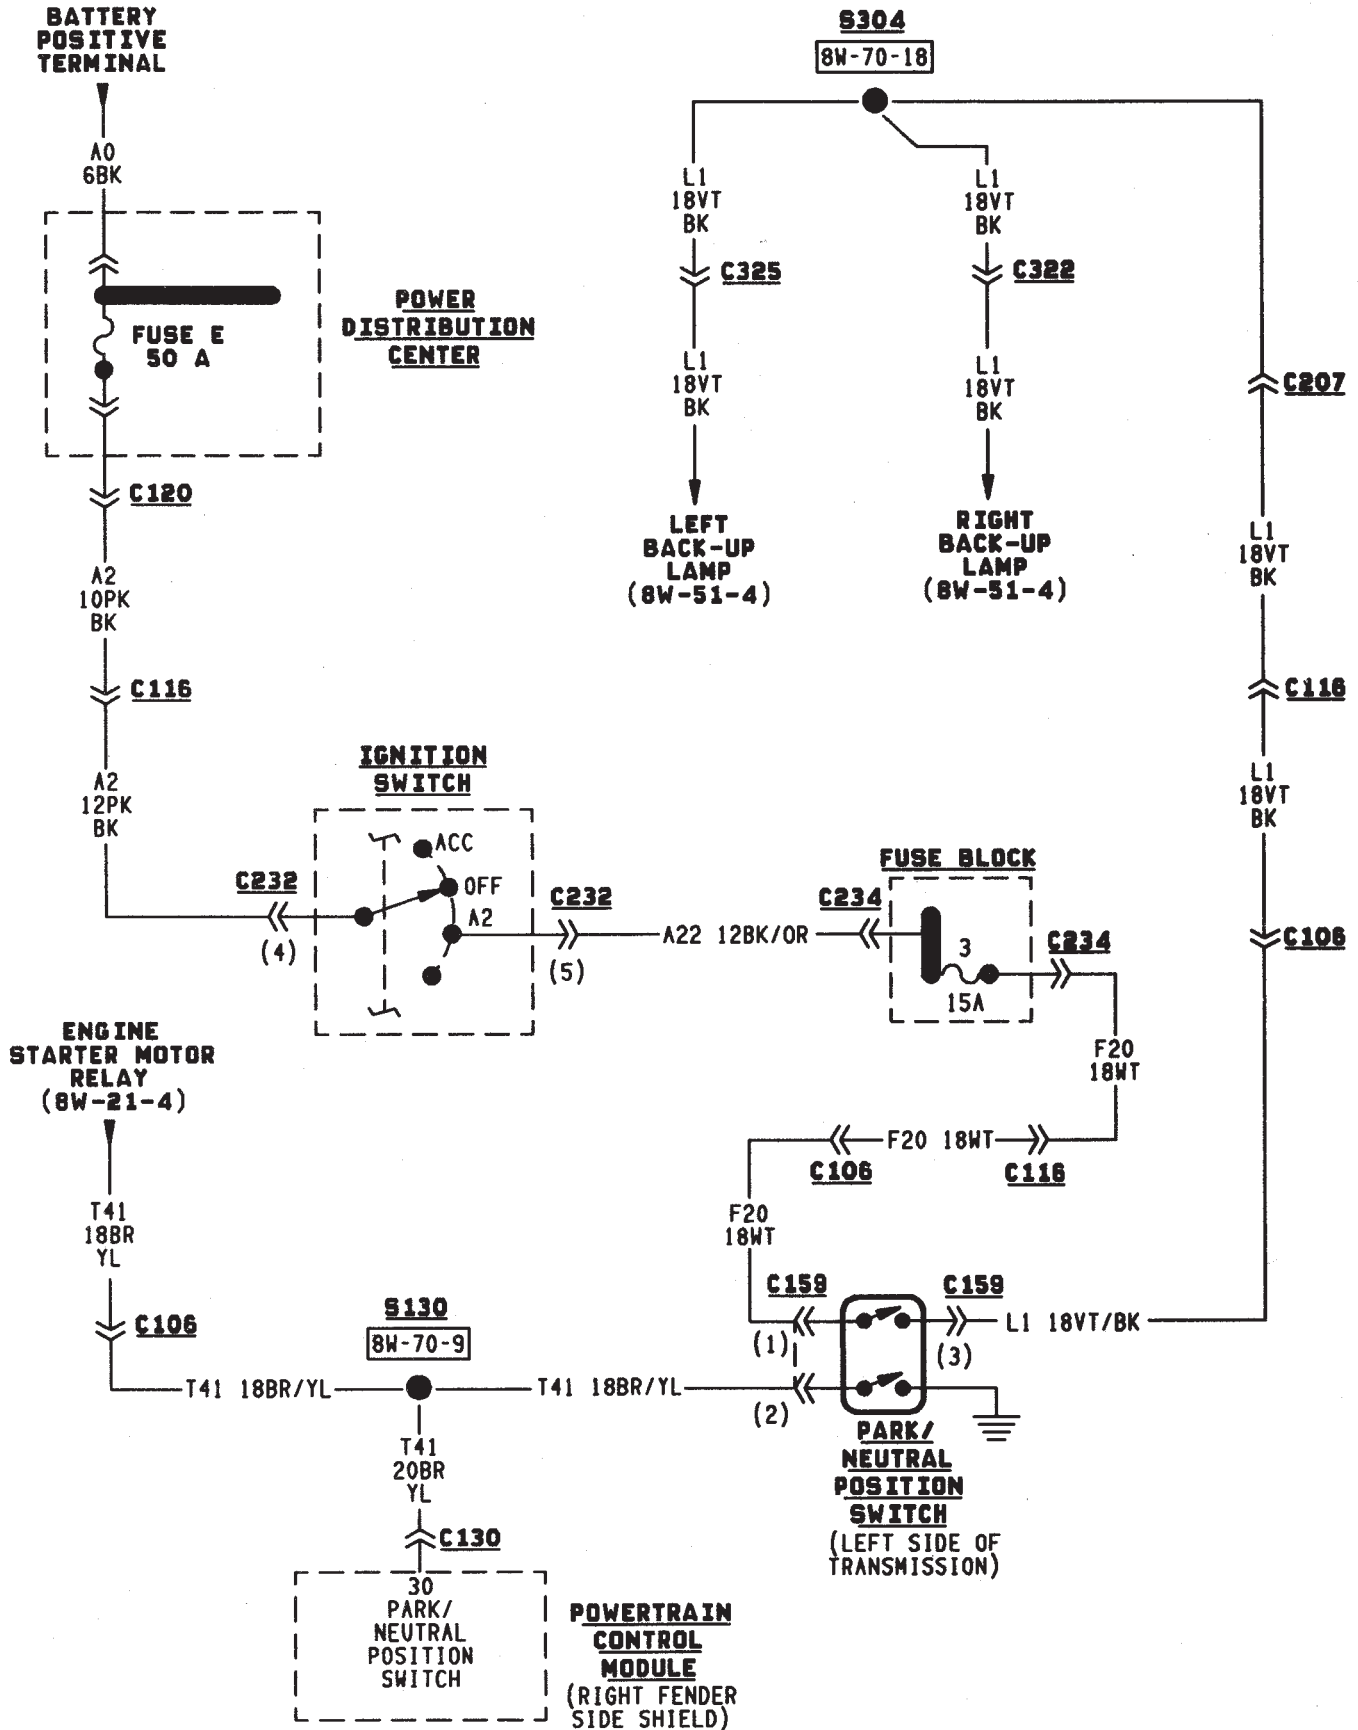 BATTERY
POSITIVE
TERMINAL
S304
8W-70-18
A0
6BK
L1
18VT
BK
L1
18VT
BK
C325
C322
POWER
DISTRIBUTION
CENTER
FUSE E
50 A
L1
18VT
BK
L1
18VT
BK
C207
C120
LEFT
BACK-UP
LAMP
(8W-51-4)
RIGHT
BACK-UP
LAMP
(8W-51-4)
L1
18VT
BK
A2
10PK
BK
C116
C116
IGNITION
SWITCH
A2
12PK
BK
L1
18VT
BK
ACC
OFF
A2
C232
(4)
C232
(5)
A22 12BK/OR
FUSE BLOCK
C234
3
15A
C234
C106
ENGINE
STARTER MOTOR
RELAY
(8W-21-4)
F20
18WT
F20 18WT
C106
C116
T41
18BR
YL
F20
18WT
C106
S130
8W-70-9
C159
C159
(1)
(3)
L1 18VT/BK
T41 18BR/YL
T41 18BR/YL
(2)
PARK/
NEUTRAL
POSITION
SWITCH
(LEFT SIDE OF
TRANSMISSION)
T41
20BR
YL
C130
30
PARK/
NEUTRAL
POSITION
SWITCH
POWERTRAIN
CONTROL
MODULE
(RIGHT FENDER
SIDE SHIELD)